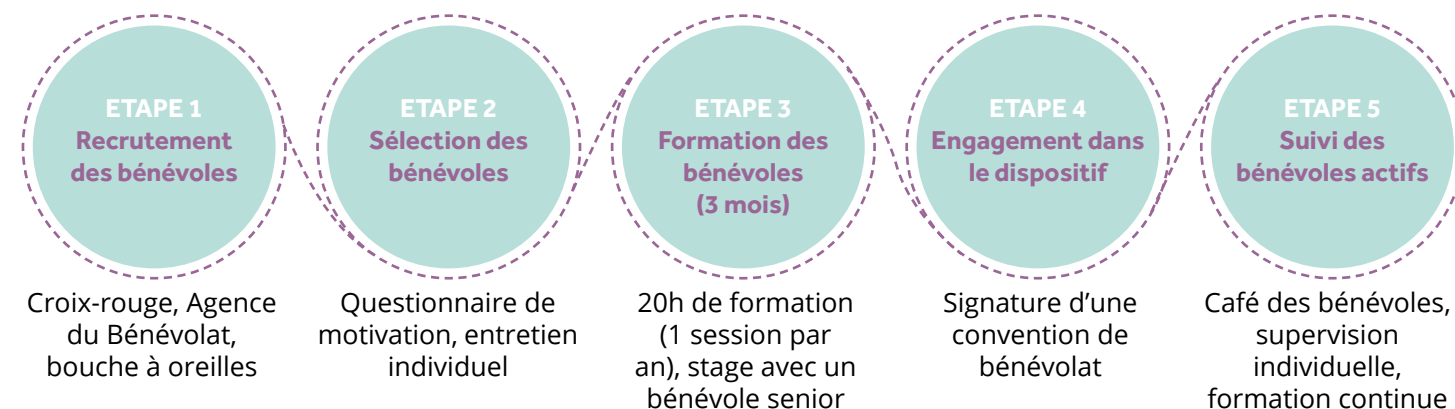 ETAPE 1
Recrutement
des bénévoles
Croix-rouge, Agence
du Bénévolat,
bouche à oreilles
ETAPE 2
Sélection des
bénévoles
Questionnaire de
motivation, entretien
individuel
ETAPE 3
Formation des
bénévoles
(3 mois)
20h de formation
(1 session par
an), stage avec un
bénévole senior
ETAPE 4
Engagement dans
le dispositif
Signature d’une
convention de
bénévolat
ETAPE 5
Suivi des
bénévoles actifs
Café des bénévoles,
supervision
individuelle,
formation continue